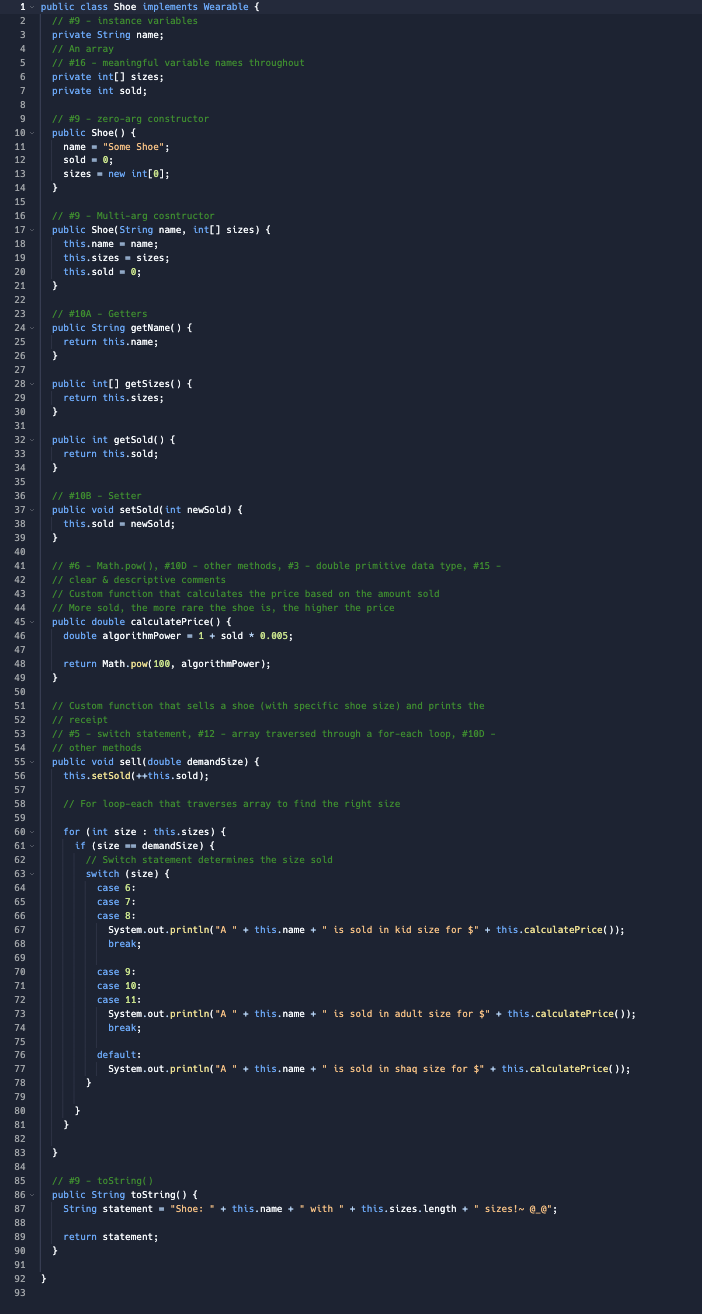 1 public class Shoe implements Wearable {
2 // #9 - instance variables
3 private String name;
4 // An array
5 // #16 - meaningful variable names throughout
6 private int[] sizes;
7 private int sold;
8
9 // #9 - zero-arg constructor
10 public Shoe() {
11 name = "Some Shoe";
12 sold = 0;
13 sizes = new int[0];
14 }
15
16 // #9 - Multi-arg cosntructor
17 public Shoe(String name, int[] sizes) {
18 this.name = name;
19 this.sizes = sizes;
20 this.sold = 0;
21 }
22
23 // #10A - Getters
24 public String getName() {
25 return this.name;
26 }
27
28 public int[] getSizes() {
29 return this.sizes;
30 }
31
32 public int getSold() {
33 return this.sold;
34 }
35
36 // #10B - Setter
37 public void setSold(int newSold) {
38 this.sold = newSold;
39 }
40
41 // #6 - Math.pow(), #10D - other methods, #3 - double primitive data type, #15 -
42 // clear & descriptive comments
43 // Custom function that calculates the price based on the amount sold
44 // More sold, the more rare the shoe is, the higher the price
45 public double calculatePrice() {
46 double algorithmPower = 1 + sold * 0.005;
47
48 return Math.pow(100, algorithmPower);
49 }
50
51 // Custom function that sells a shoe (with specific shoe size) and prints the
52 // receipt
53 // #5 - switch statement, #12 - array traversed through a for-each loop, #10D -
54 // other methods
55 public void sell(double demandSize) {
56 this.setSold(++this.sold);
57
58 // For loop-each that traverses array to find the right size
59
60 for (int size : this.sizes) {
61 if (size == demandSize) {
62 // Switch statement determines the size sold
63 switch (size) {
64 case 6:
65 case 7:
66 case 8:
67 System.out.println("A " + this.name + " is sold in kid size for $" + this.calculatePrice());
68 break;
69
70 case 9:
71 case 10:
72 case 11:
73 System.out.println("A " + this.name + " is sold in adult size for $" + this.calculatePrice());
74 break;
75
76 default:
77 System.out.println("A " + this.name + " is sold in shaq size for $" + this.calculatePrice());
78 }
79
80 }
81 }
82
83 }
84
85 // #9 - toString()
86 public String toString() {
87 String statement = "Shoe: " + this.name + " with " + this.sizes.length + " sizes!~ @_@";
88
89 return statement;
90 }
91
92 }
93